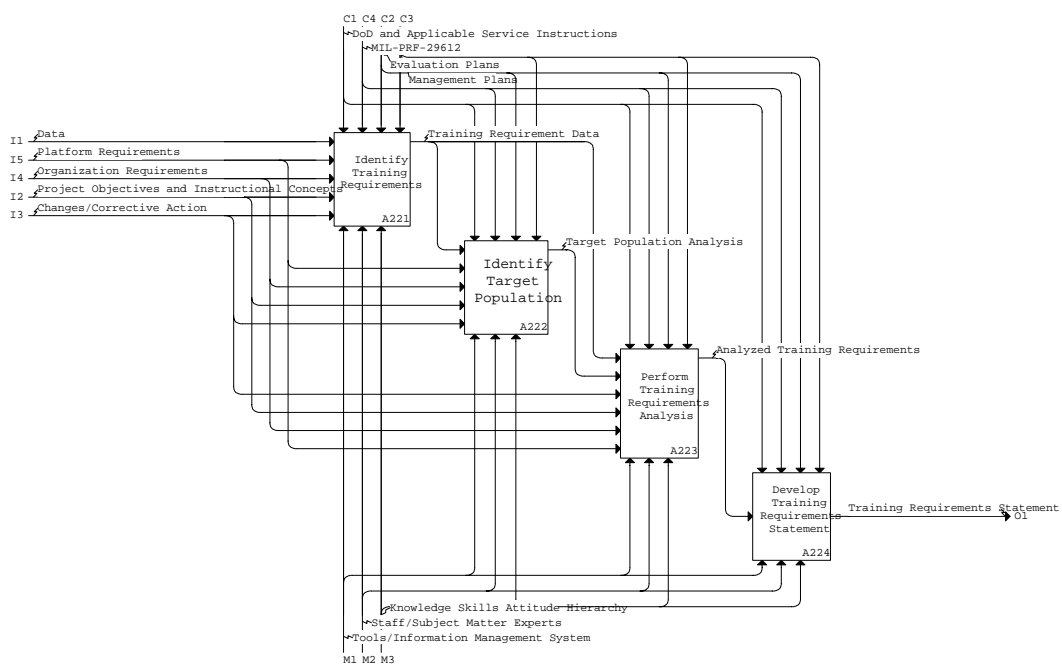 C1 C4 C2 C3
DoD and Applicable Service Instructions
MIL-PRF-29612
Evaluation Plans
Management Plans
I1 Data
I5 Platform Requirements
I4 Organization Requirements
I2 Project Objectives and Instructional Concepts
I3 Changes/Corrective Action
Identify
Training
Requirements
A221
Training Requirement Data
Identify
Target
Population
A222
Target Population Analysis
Perform
Training
Requirements
Analysis
A223
Analyzed Training Requirements
Develop
Training
Requirements
Statement
A224
Training Requirements Statement
O1
Knowledge Skills Attitude Hierarchy
Staff/Subject Matter Experts
Tools/Information Management System
M1 M2 M3